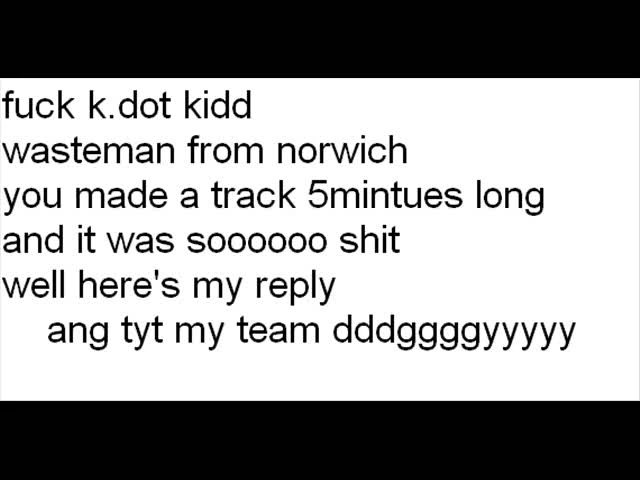 fuck k.dot kidd
wasteman from norwich
you made a track 5mintues long
and it was soooooo shit
well here's my reply
ang tyt my team dddggggyyyyy